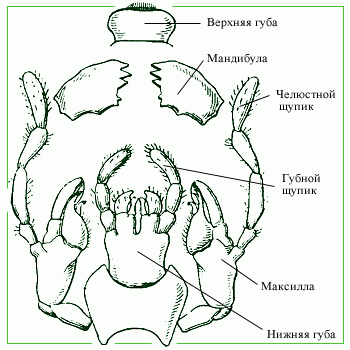 Верхняя губа
Мандибула
Челюстной
щупик
Губной
щупик
Максилла
Нижняя губа